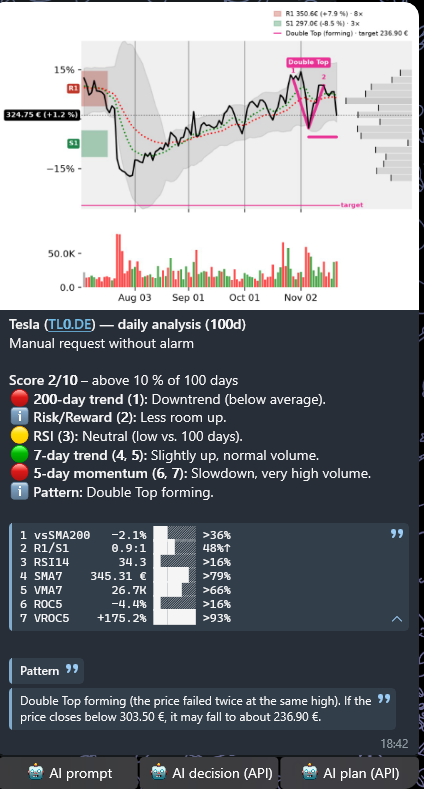 R1 350.6€ (+7.9 %) · 8×
S1 297.0€ (-8.5 %) · 3×
Double Top (forming) · target 236.90 €
Double Top
1
2
15%
R1
324.75 € (+1.2 %)
S1
−15%
target
50.0K
0.0
Aug 03 Sep 01 Oct 01 Nov 02
Tesla (TL0.DE) — daily analysis (100d)
Manual request without alarm
Score 2/10 – above 10 % of 100 days
🔴 200-day trend (1): Downtrend (below average).
ℹ️ Risk/Reward (2): Less room up.
🟡 RSI (3): Neutral (low vs. 100 days).
🟢 7-day trend (4, 5): Slightly up, normal volume.
🔴 5-day momentum (6, 7): Slowdown, very high volume.
ℹ️ Pattern: Double Top forming.
1 vsSMA200 -2.1% >36%
2 R1/S1 0.9:1 48%↑
3 RSI14 34.3 >16%
4 SMA7 345.31 € >79%
5 VMA7 26.7K >66%
6 ROC5 -4.4% >16%
7 VROC5 +175.2% >93%
Pattern
Double Top forming (the price failed twice at the same high). If the
price closes below 303.50 €, it may fall to about 236.90 €.
18:42
🤖 AI prompt
🤖 AI decision (API)
🤖 AI plan (API)